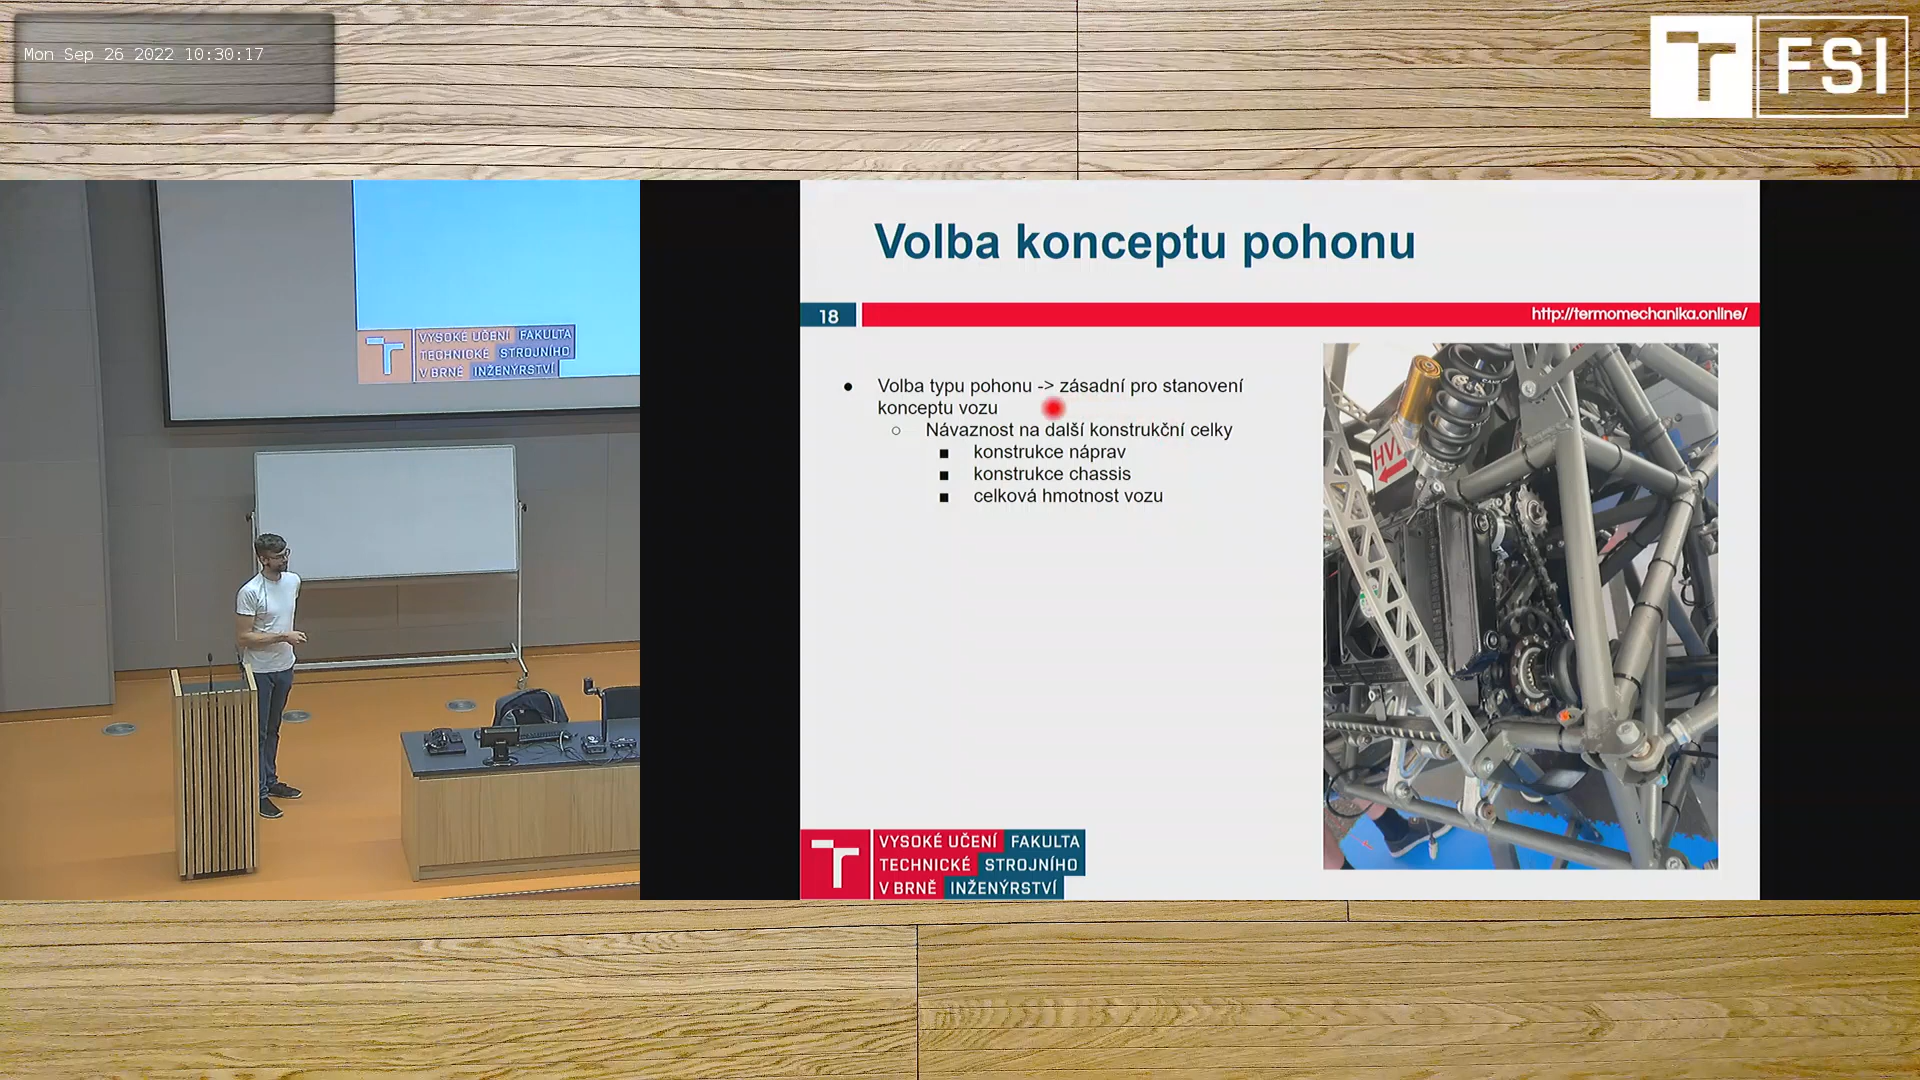 Mon Sep 26 2022 10:30:17
FSI
VYSOKÉ UČENÍ FAKULTA
TECHNICKÉ STROJNÍHO
V BRNĚ INŽENÝRSTVÍ
Volba konceptu pohonu
18
http://termomechanika.online/
● Volba typu pohonu -> zásadní pro stanovení
konceptu vozu
○ Návaznost na další konstrukční celky
■ konstrukce náprav
■ konstrukce chassis
■ celková hmotnost vozu
HV
VYSOKÉ UČENÍ FAKULTA
TECHNICKÉ STROJNÍHO
V BRNĚ INŽENÝRSTVÍ